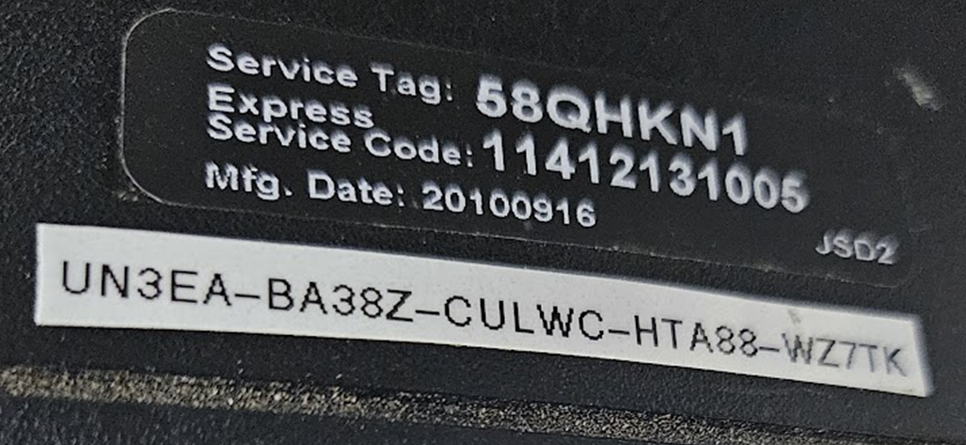 Service Tag: 58QHKN1
Express
Service Code: 11412131005
Mfg. Date: 20100916
JSD2
UN3EA-BA38Z-CULWC-HTA88-WZ7TK